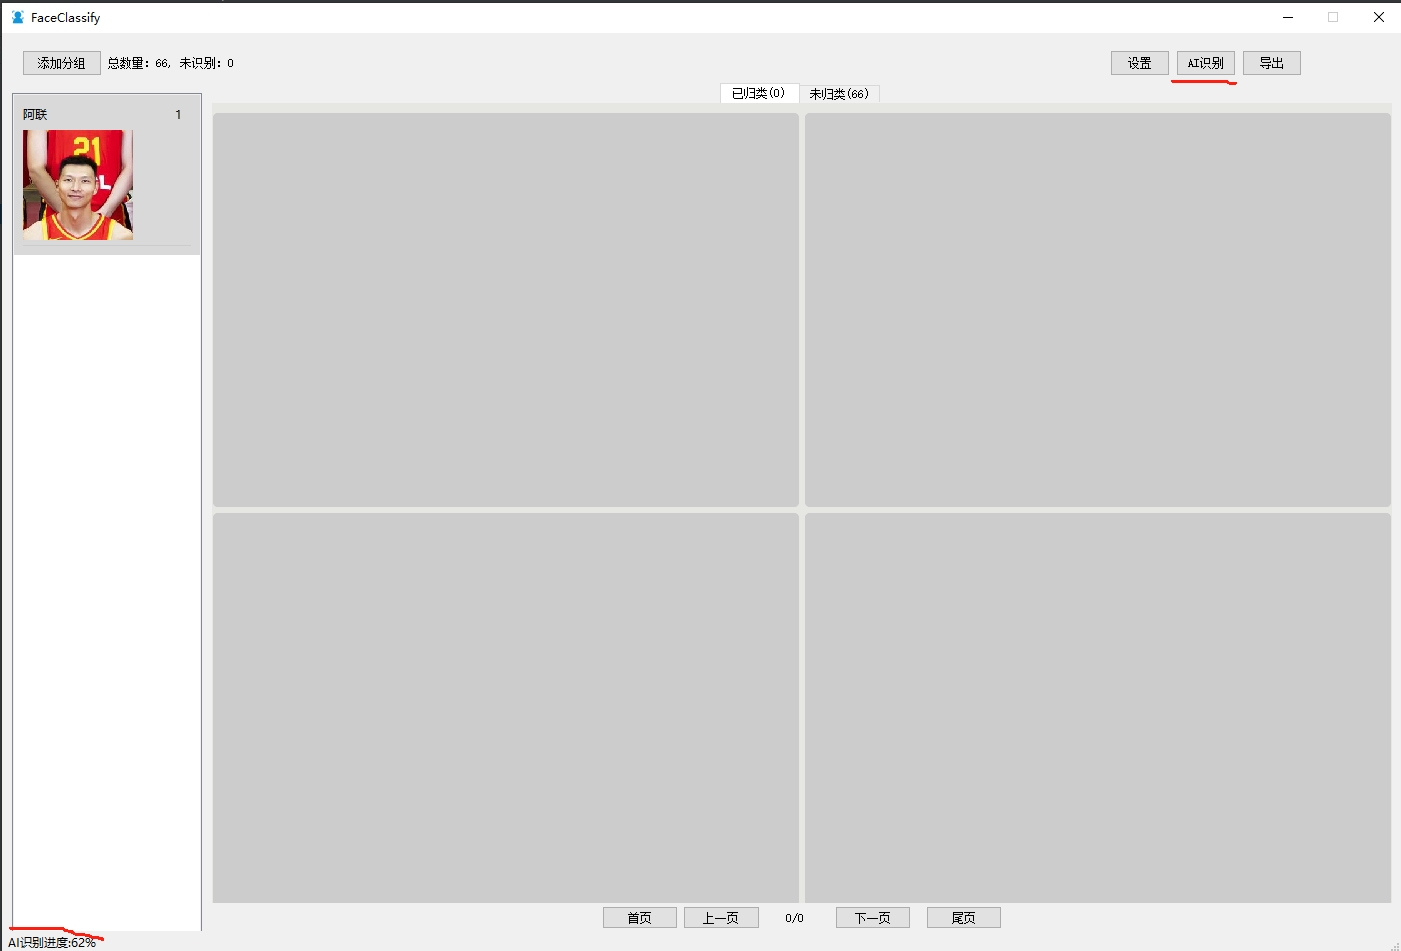 FaceClassify
添加分组 总数量: 66, 未识别: 0 设置 AI识别 导出
已归类(0) 未归类(66)
阿联 1
21
首页 上一页 0/0 下一页 尾页
AI识别进度:62%